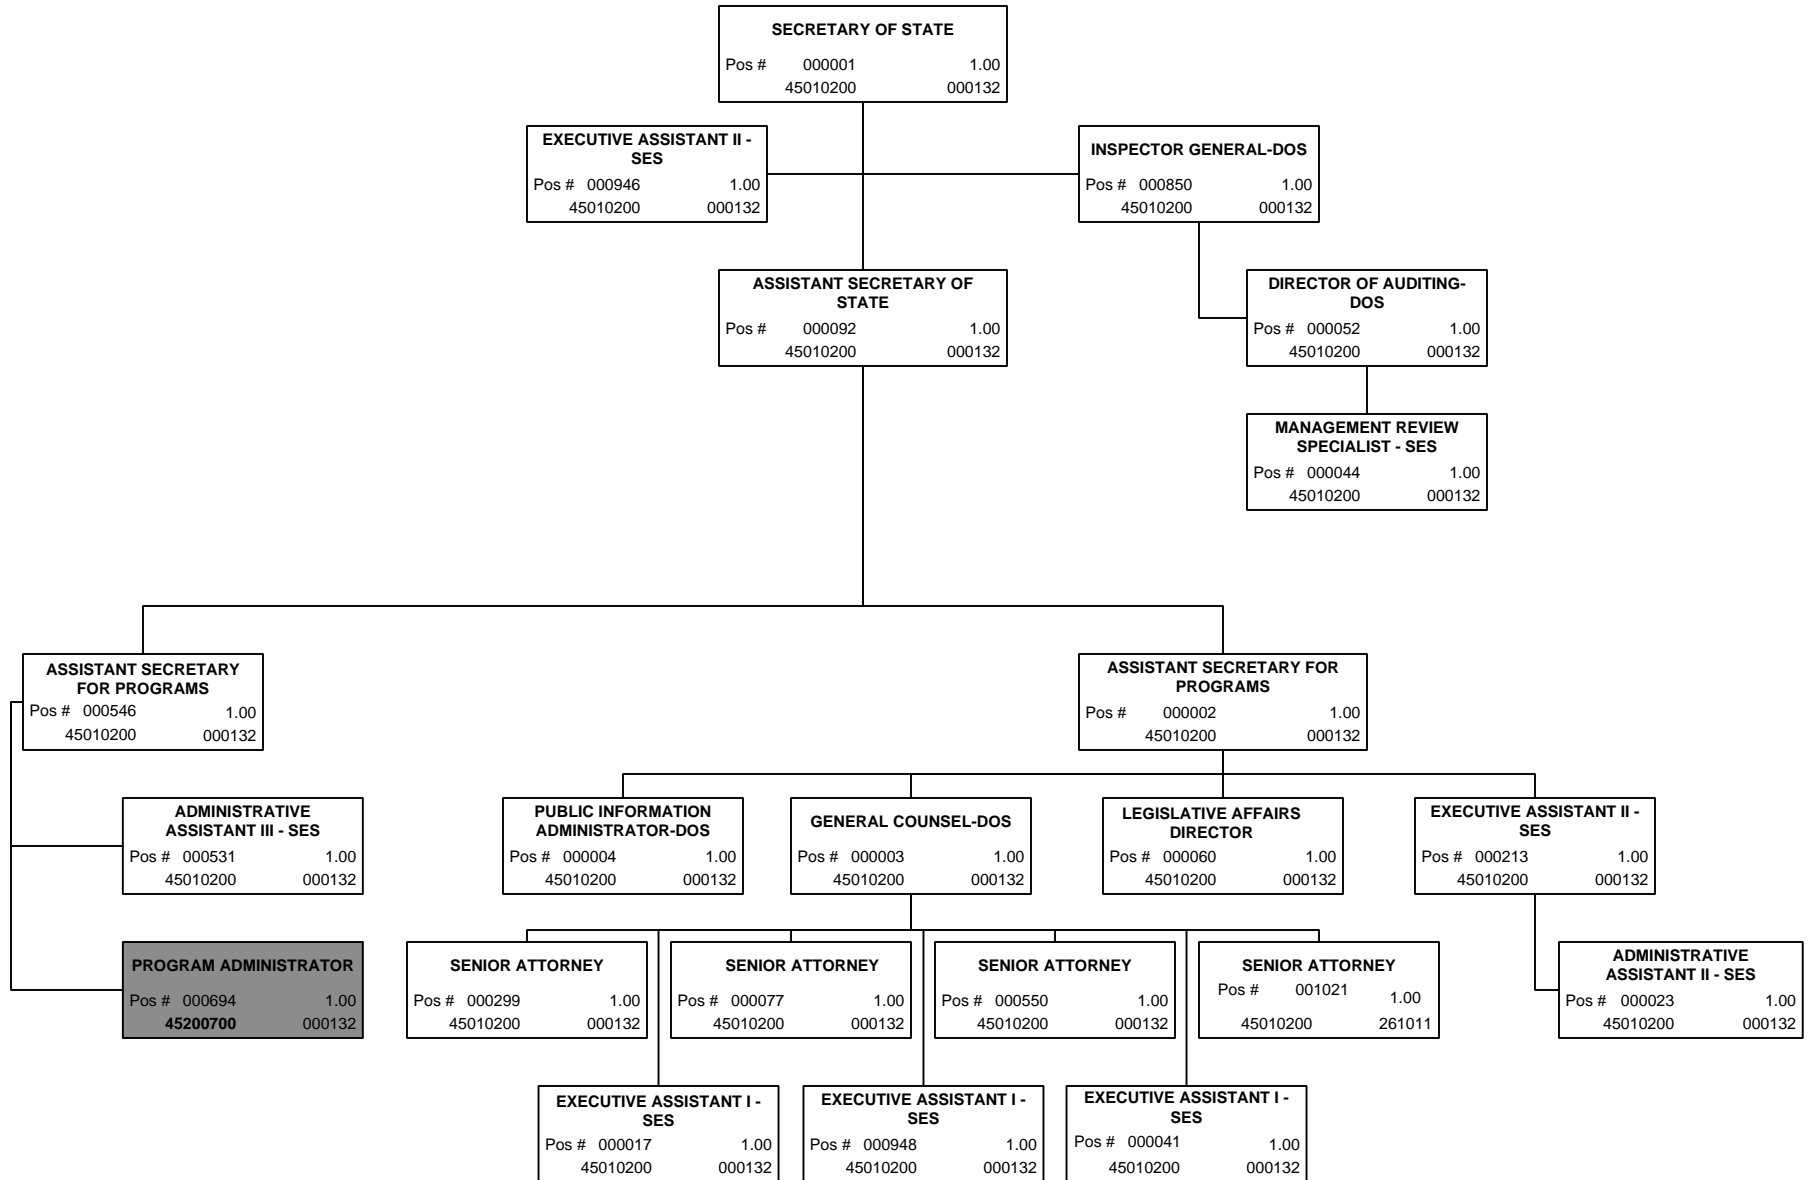 SECRETARY OF STATE
Pos # 000001 1.00
45010200 000132
EXECUTIVE ASSISTANT II -
SES
Pos # 000946 1.00
45010200 000132
INSPECTOR GENERAL-DOS
Pos # 000850 1.00
45010200 000132
ASSISTANT SECRETARY OF
STATE
Pos # 000092 1.00
45010200 000132
DIRECTOR OF AUDITING-
DOS
Pos # 000052 1.00
45010200 000132
MANAGEMENT REVIEW
SPECIALIST - SES
Pos # 000044 1.00
45010200 000132
ASSISTANT SECRETARY
FOR PROGRAMS
Pos # 000546 1.00
45010200 000132
ASSISTANT SECRETARY FOR
PROGRAMS
Pos # 000002 1.00
45010200 000132
ADMINISTRATIVE
ASSISTANT III - SES
Pos # 000531 1.00
45010200 000132
PUBLIC INFORMATION
ADMINISTRATOR-DOS
Pos # 000004 1.00
45010200 000132
GENERAL COUNSEL-DOS
Pos # 000003 1.00
45010200 000132
LEGISLATIVE AFFAIRS
DIRECTOR
Pos # 000060 1.00
45010200 000132
EXECUTIVE ASSISTANT II -
SES
Pos # 000213 1.00
45010200 000132
PROGRAM ADMINISTRATOR
Pos # 000694 1.00
45200700 000132
SENIOR ATTORNEY
Pos # 000299 1.00
45010200 000132
SENIOR ATTORNEY
Pos # 000077 1.00
45010200 000132
SENIOR ATTORNEY
Pos # 000550 1.00
45010200 000132
SENIOR ATTORNEY
Pos # 001021 1.00
45010200 261011
ADMINISTRATIVE
ASSISTANT II - SES
Pos # 000023 1.00
45010200 000132
EXECUTIVE ASSISTANT I -
SES
Pos # 000017 1.00
45010200 000132
EXECUTIVE ASSISTANT I -
SES
Pos # 000948 1.00
45010200 000132
EXECUTIVE ASSISTANT I -
SES
Pos # 000041 1.00
45010200 000132